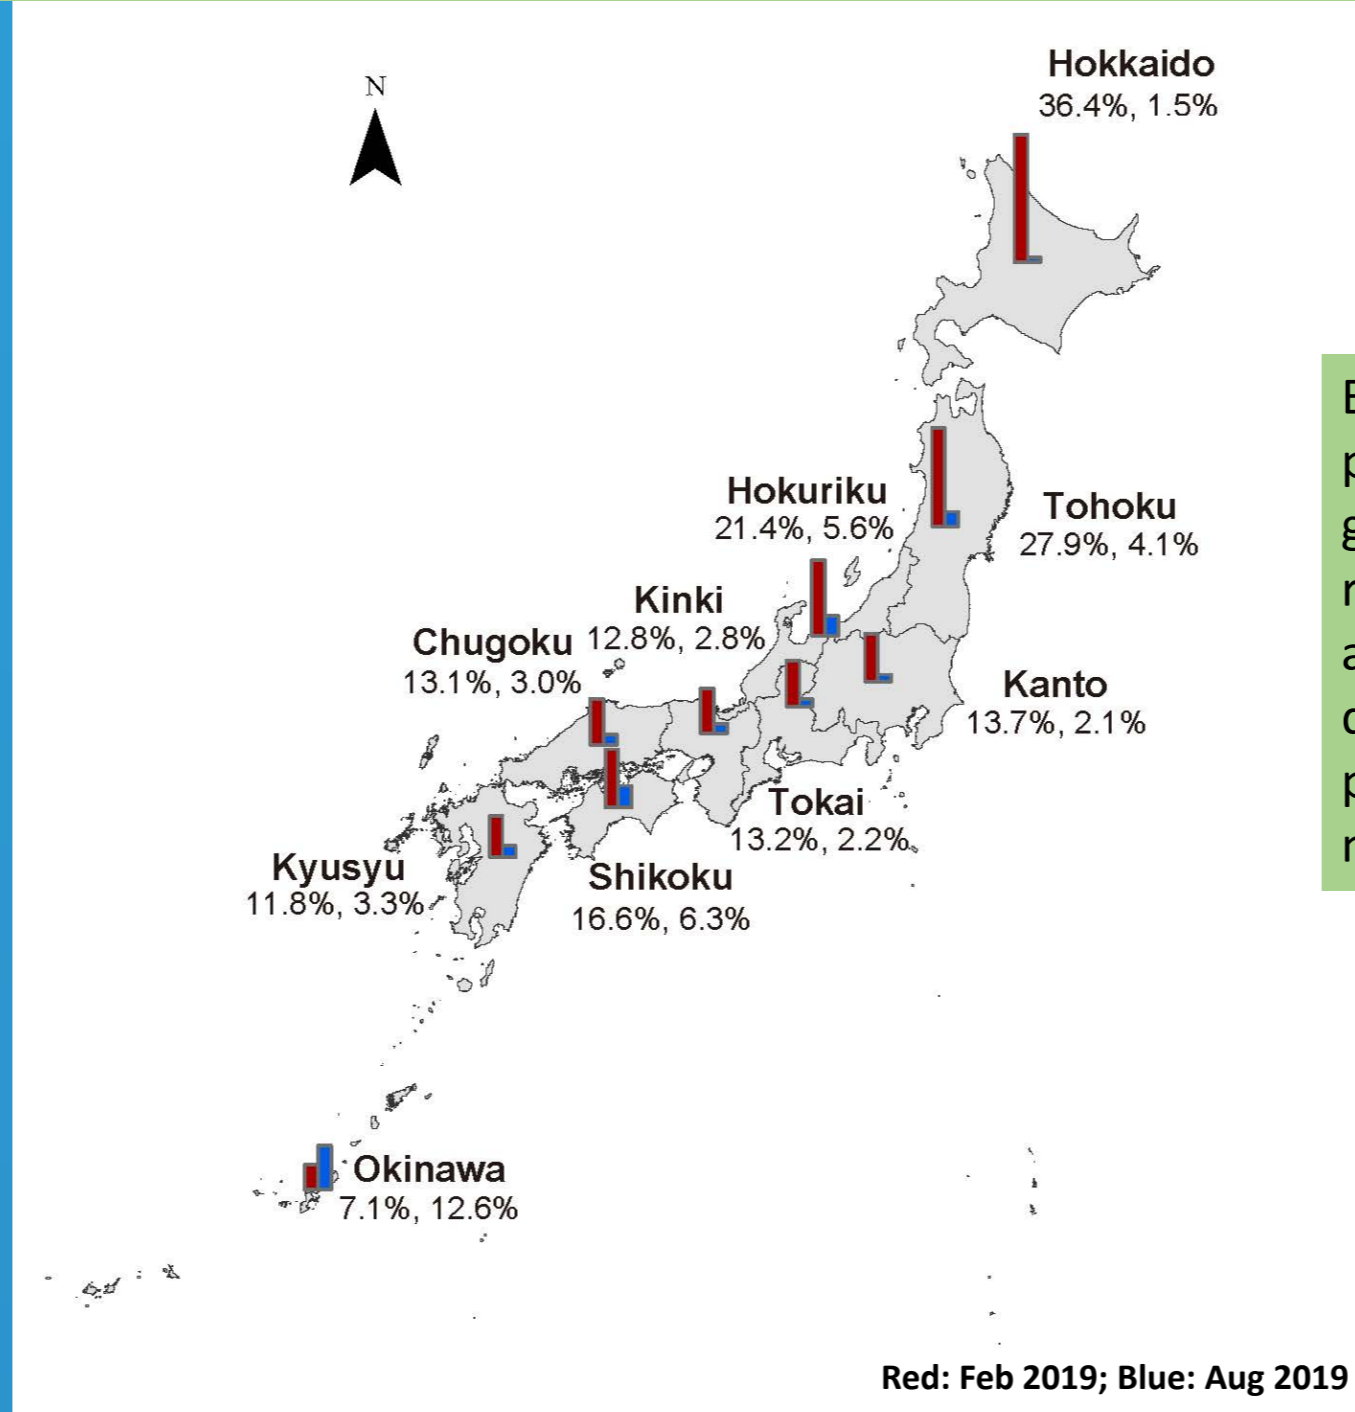 N
Hokkaido
36.4%, 1.5%
Hokuriku
21.4%, 5.6%
Tohoku
27.9%, 4.1%
Kinki
12.8%, 2.8%
Chugoku
13.1%, 3.0%
Kanto
13.7%, 2.1%
Tokai
13.2%, 2.2%
Kyusyu
11.8%, 3.3%
Shikoku
16.6%, 6.3%
Okinawa
7.1%, 12.6%
Red: Feb 2019; Blue: Aug 2019